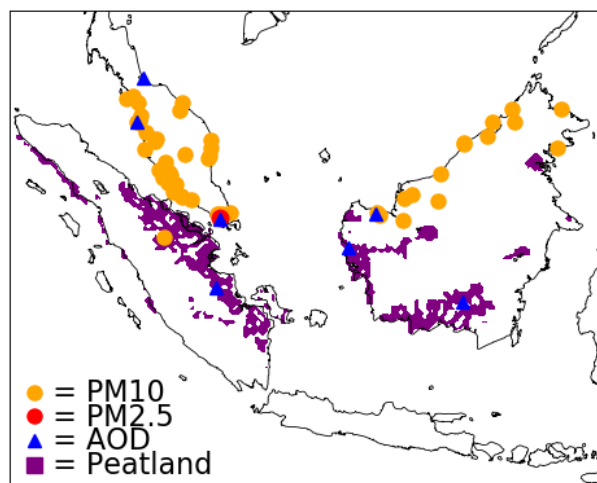 = PM10
= PM2.5
= AOD
= Peatland